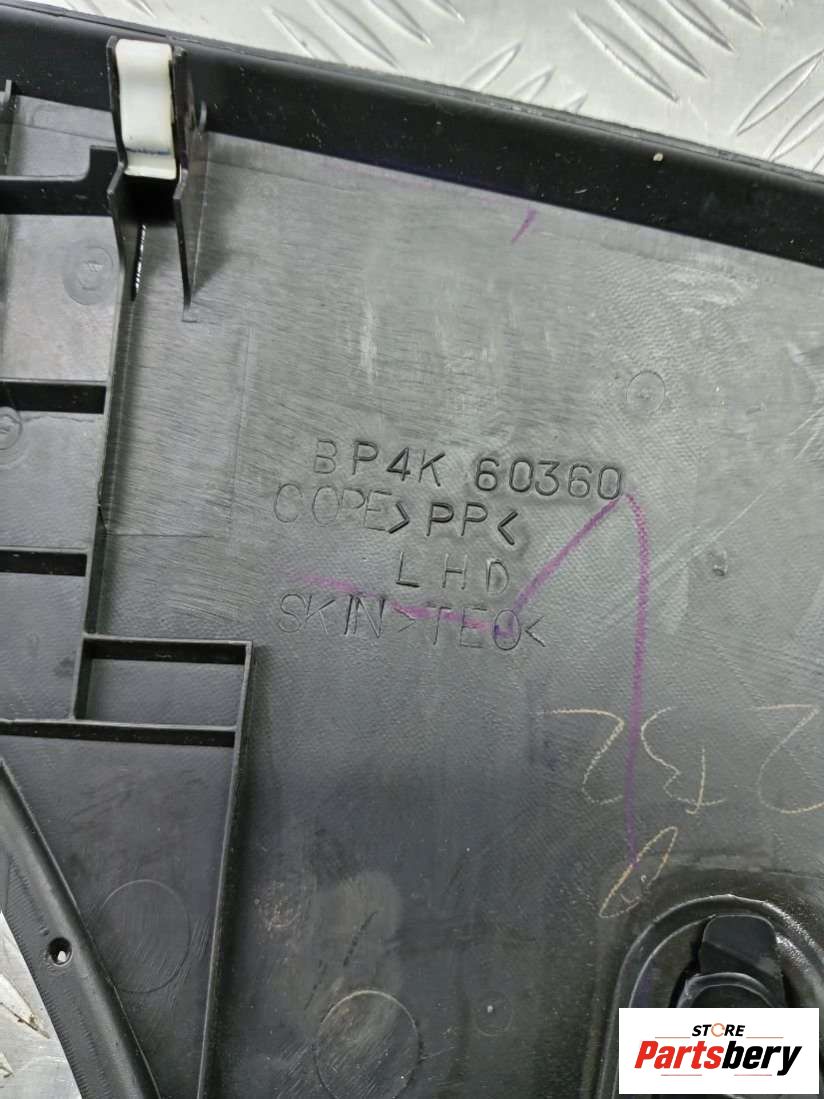 BP4K 60360
COPE>PP<
LHD
SKIN>TEO<
STORE
Partsbery